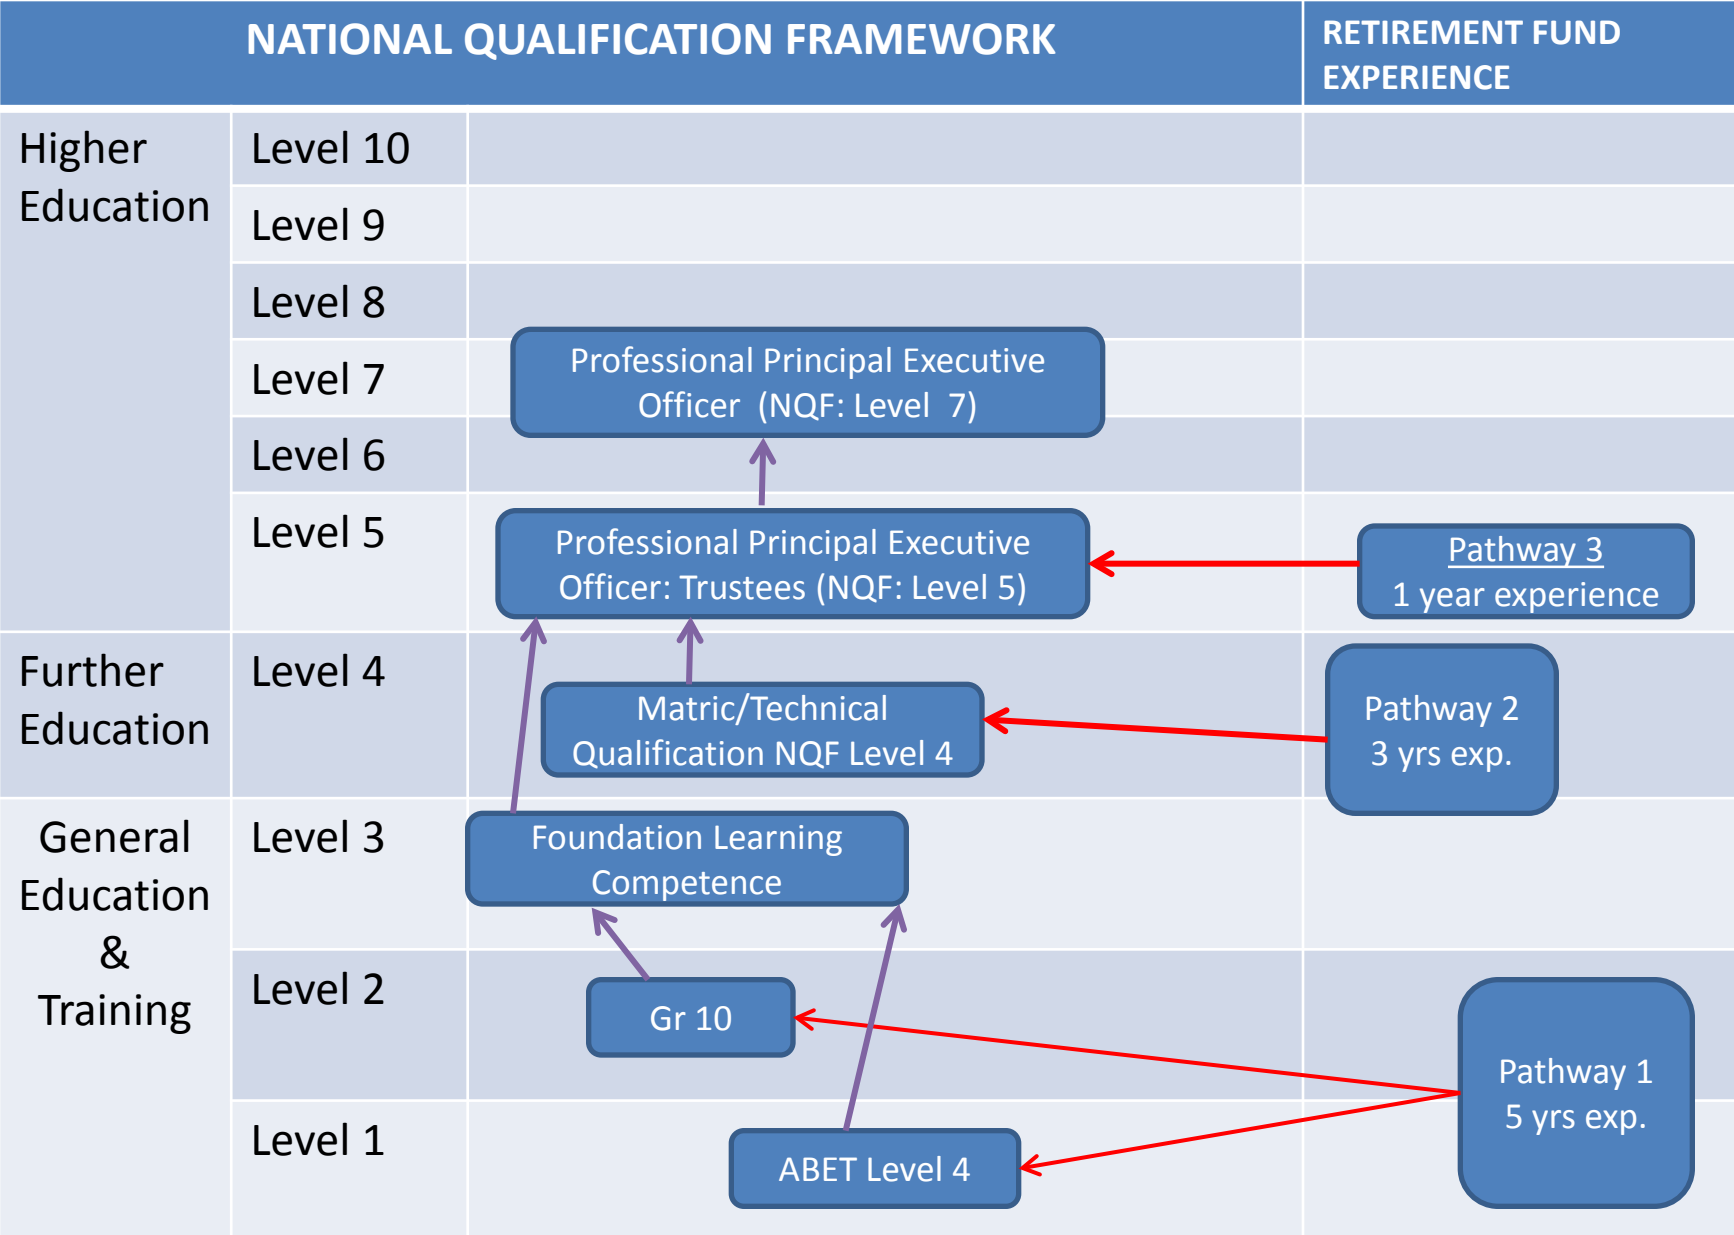 NATIONAL QUALIFICATION FRAMEWORK
RETIREMENT FUND
EXPERIENCE
Higher
Education
Level 10
Level 9
Level 8
Level 7
Professional Principal Executive
Officer (NQF: Level 7)
Level 6
Level 5
Professional Principal Executive
Officer: Trustees (NQF: Level 5)
Pathway 3
1 year experience
Further
Education
Level 4
Matric/Technical
Qualification NQF Level 4
Pathway 2
3 yrs exp.
General
Education
&
Training
Level 3
Foundation Learning
Competence
Level 2
Gr 10
Pathway 1
5 yrs exp.
Level 1
ABET Level 4